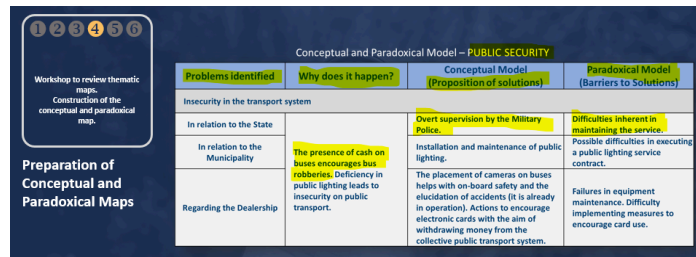 1 2 3 4 5 6
Workshop to review thematic
maps.
Construction of the
conceptual and paradoxical
map.
Preparation of
Conceptual and
Paradoxical Maps
Conceptual and Paradoxical Model – PUBLIC SECURITY
Problems identified
Why does it happen?
Conceptual Model
(Proposition of solutions)
Paradoxical Model
(Barriers to Solutions)
Insecurity in the transport system
In relation to the State
The presence of cash on
buses encourages bus
robberies. Deficiency in
public lighting leads to
insecurity on public
transport.
Overt supervision by the Military
Police.
Difficulties inherent in
maintaining the service.
In relation to the
Municipality
Installation and maintenance of public
lighting.
Possible difficulties in executing
a public lighting service
contract.
Regarding the Dealership
The placement of cameras on buses
helps with on-board safety and the
elucidation of accidents (it is already
in operation). Actions to encourage
electronic cards with the aim of
withdrawing money from the
collective public transport system.
Failures in equipment
maintenance. Difficulty
implementing measures to
encourage card use.